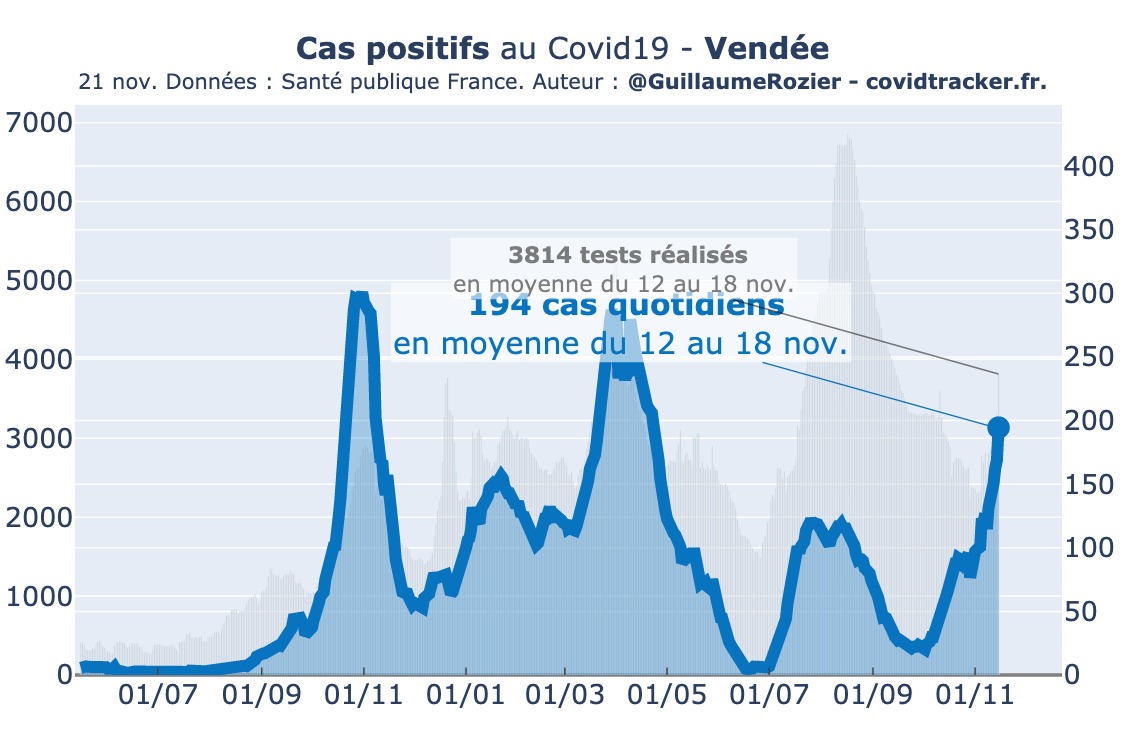 Cas positifs au Covid19 - Vendée
21 nov. Données : Santé publique France. Auteur : @GuillaumeRozier - covidtracker.fr.
7000
6000
5000
4000
3000
2000
1000
0
400
350
300
250
200
150
100
50
0
3814 tests réalisés
en moyenne du 12 au 18 nov.
194 cas quotidiens
en moyenne du 12 au 18 nov.
01/07 01/09 01/11 01/01 01/03 01/05 01/07 01/09 01/11